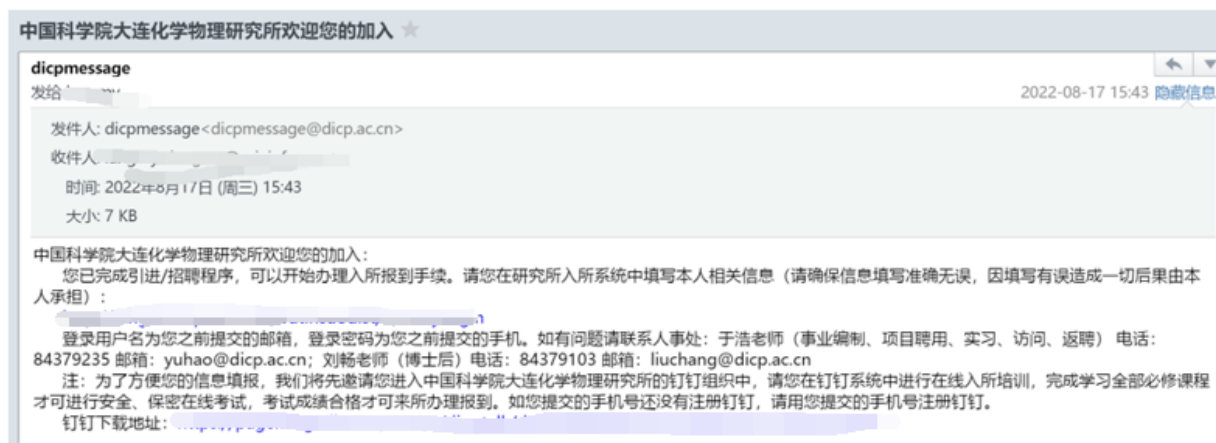 中国科学院大连化学物理研究所欢迎您的加入
dicpmessage
发给
2022-08-17 15:43 隐藏信息
发件人: dicpmessage<dicpmessage@dicp.ac.cn>
收件人
时间: 2022年8月17日 (周三) 15:43
大小: 7 KB
中国科学院大连化学物理研究所欢迎您的加入：
您已完成引进/招聘程序，可以开始办理入所报到手续。请您在研究所入所系统中填写本人相关信息（请确保信息填写准确无误，因填写有误造成一切后果由本
人承担）：
登录用户名为您之前提交的邮箱，登录密码为您之前提交的手机。如有问题请联系人事处：于浩老师（事业编制、项目聘用、实习、访问、返聘） 电话：
84379235 邮箱：yuhao@dicp.ac.cn；刘畅老师（博士后）电话：84379103 邮箱：liuchang@dicp.ac.cn
注：为了方便您的信息填报，我们将先邀请您进入中国科学院大连化学物理研究所的钉钉组织中，请您在钉钉系统中进行在线入所培训，完成学习全部必修课程
才可进行安全、保密在线考试，考试成绩合格才可来所办理报到。如您提交的手机号还没有注册钉钉，请用您提交的手机号注册钉钉。
钉钉下载地址：